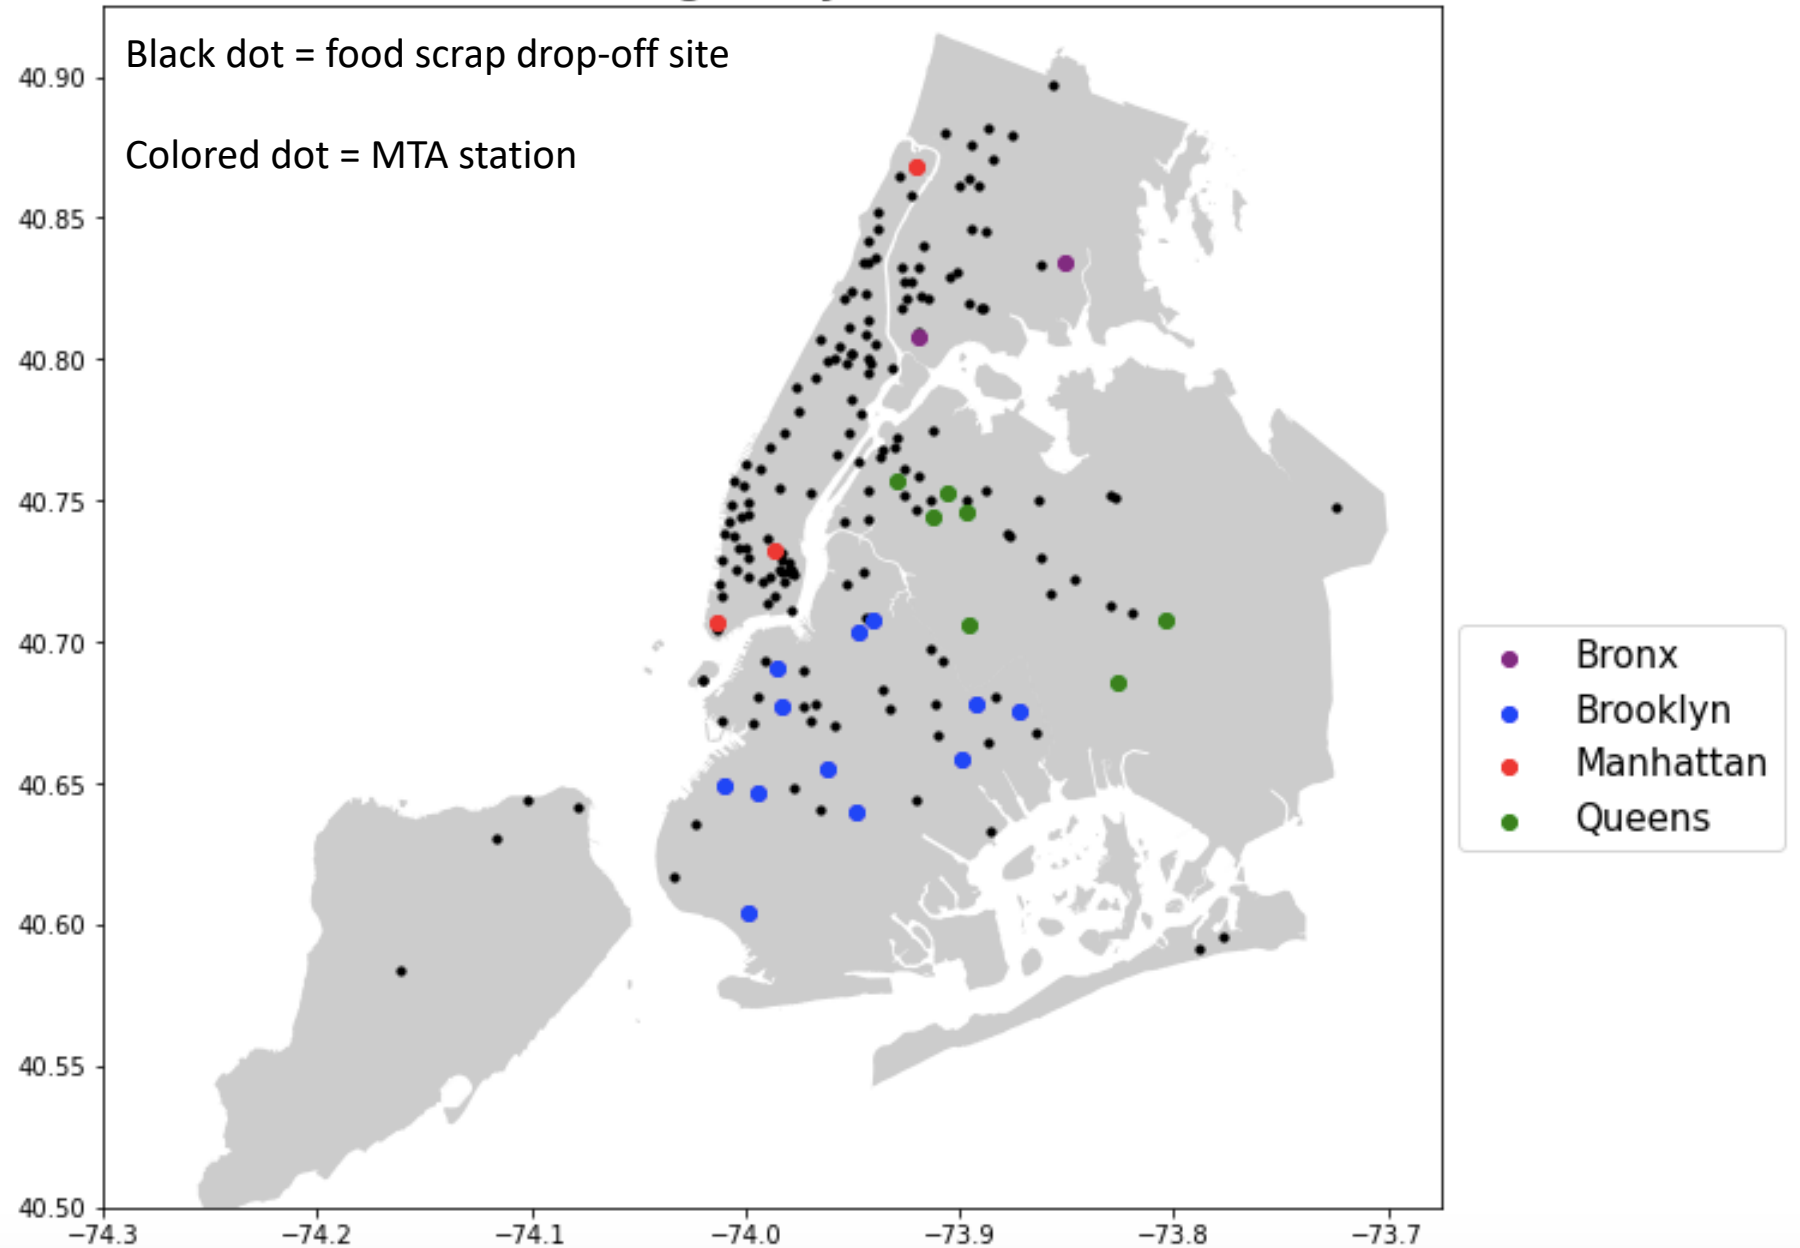 Black dot = food scrap drop-off site
Colored dot = MTA station
40.90
40.85
40.80
40.75
40.70
40.65
40.60
40.55
40.50
−74.3 −74.2 −74.1 −74.0 −73.9 −73.8 −73.7
Bronx
Brooklyn
Manhattan
Queens